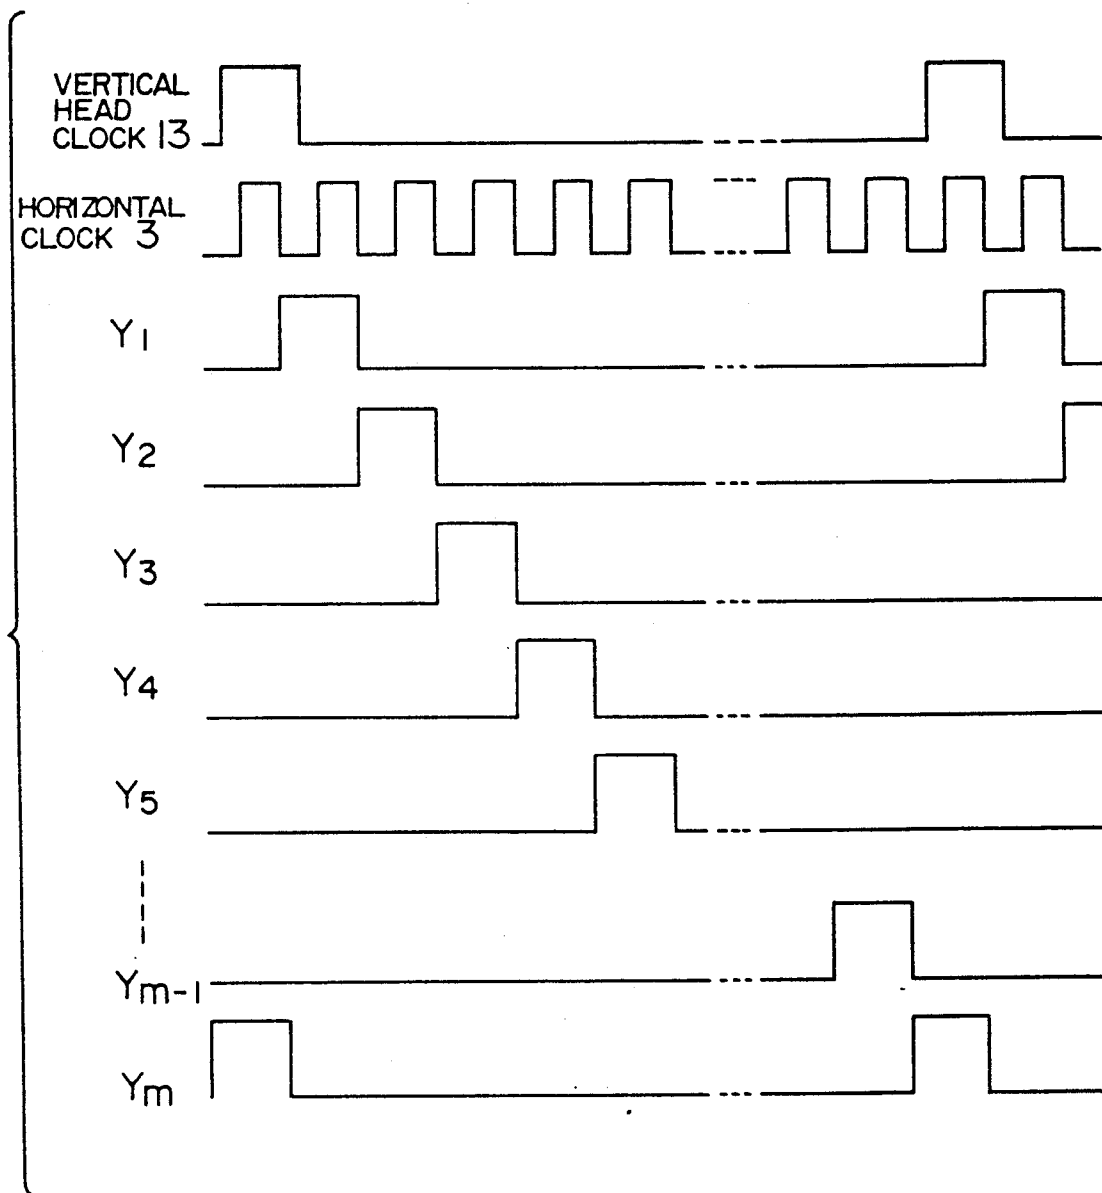 VERTICAL
HEAD
CLOCK 13
HORIZONTAL
CLOCK 3
Y1
Y2
Y3
Y4
Y5
Ym-1
Ym